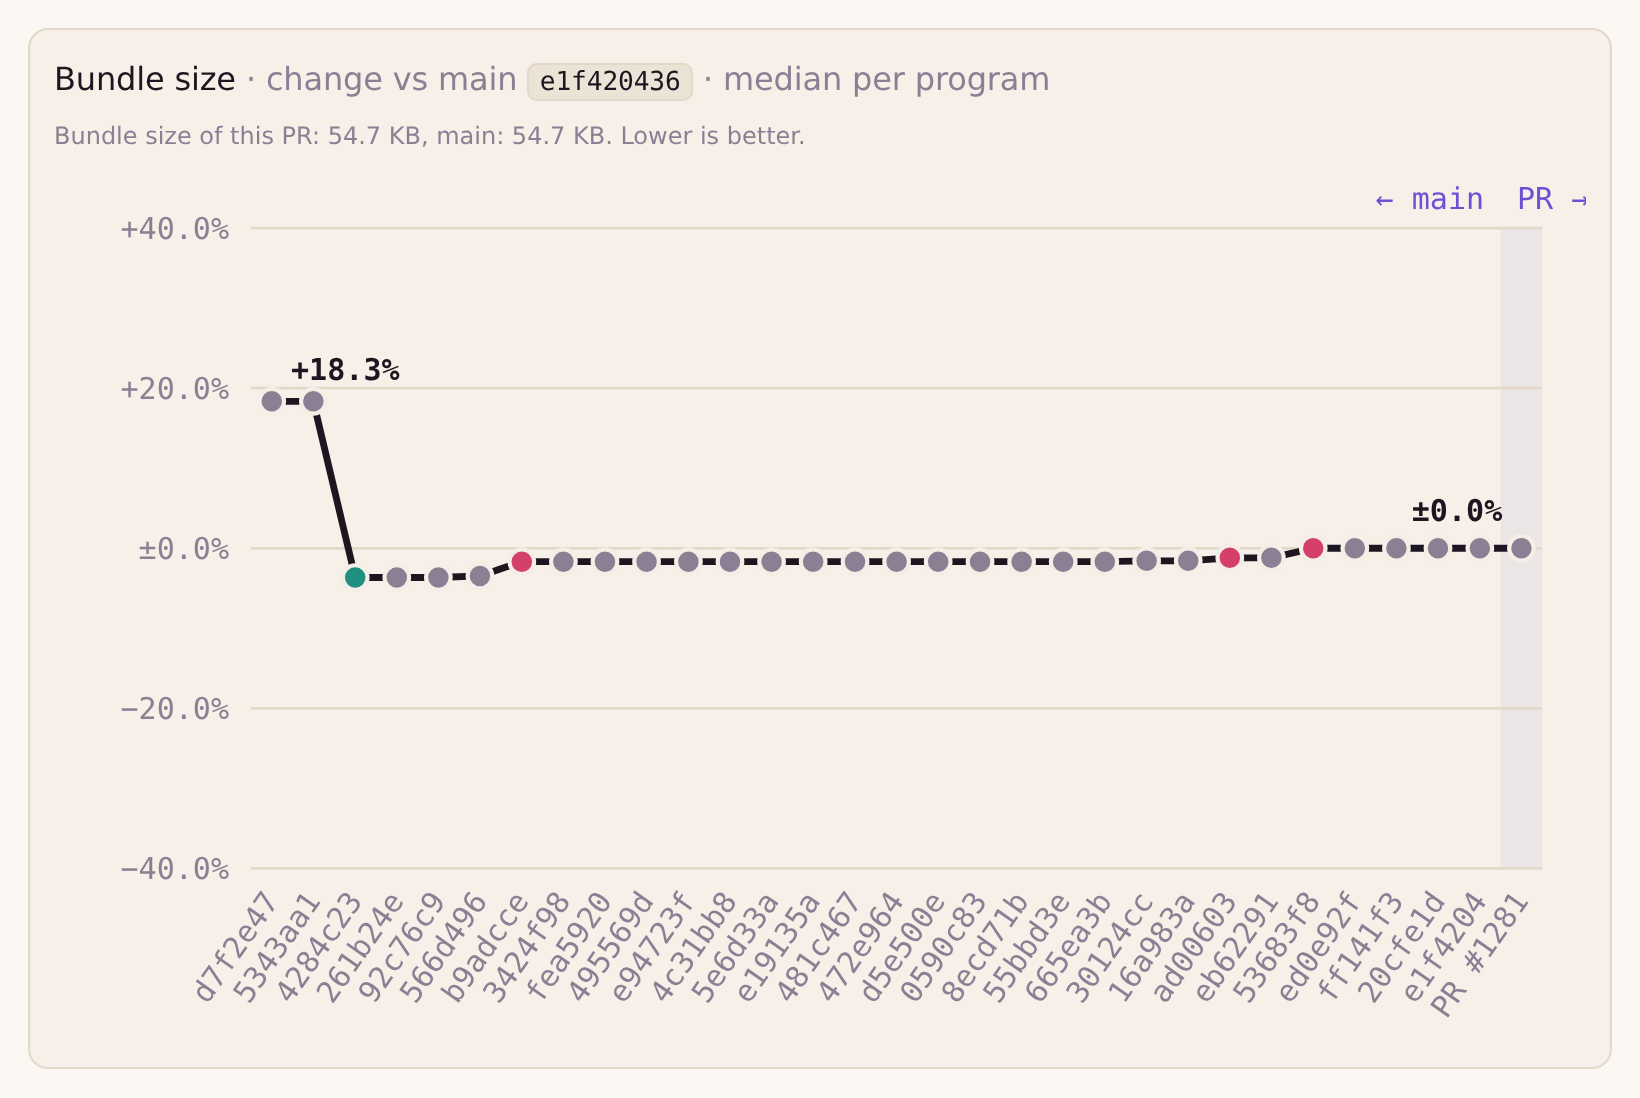 Bundle size · change vs main e1f420436 · median per program
Bundle size of this PR: 54.7 KB, main: 54.7 KB. Lower is better.
← main PR →
+40.0%
+18.3%
+20.0%
±0.0%
±0.0%
−20.0%
−40.0%
d7f2e47
5343aa1
4284c23
261b24e
92c76c9
566d496
b9adcce
3424f98
fea5920
495569d
e94723f
4c31bb8
5e6d33a
e19135a
481c467
472e964
d5e500e
0590c83
8ecd71b
55bbd3e
665ea3b
30124cc
16a983a
ad00603
eb62291
53683f8
ed0e92f
ff141f3
20cfe1d
e1f4204
PR #1281